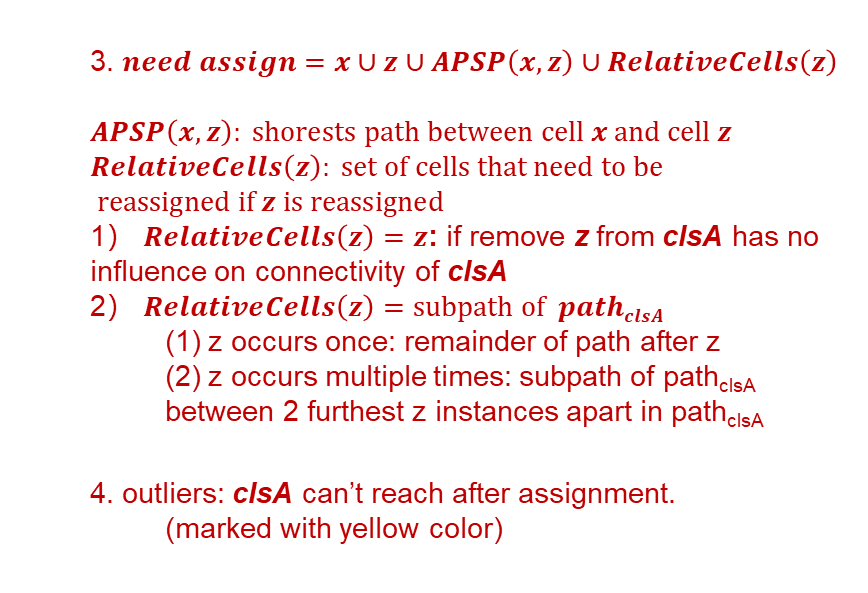 3. need assign = x ∪ z ∪ APSP(x, z) ∪ RelativeCells(z)
APSP(x, z): shorests path between cell x and cell z
RelativeCells(z): set of cells that need to be
reassigned if z is reassigned
1) RelativeCells(z) = z: if remove z from clsA has no
influence on connectivity of clsA
2) RelativeCells(z) = subpath of path_clsA
(1) z occurs once: remainder of path after z
(2) z occurs multiple times: subpath of path_clsA
between 2 furthest z instances apart in path_clsA
4. outliers: clsA can't reach after assignment.
(marked with yellow color)